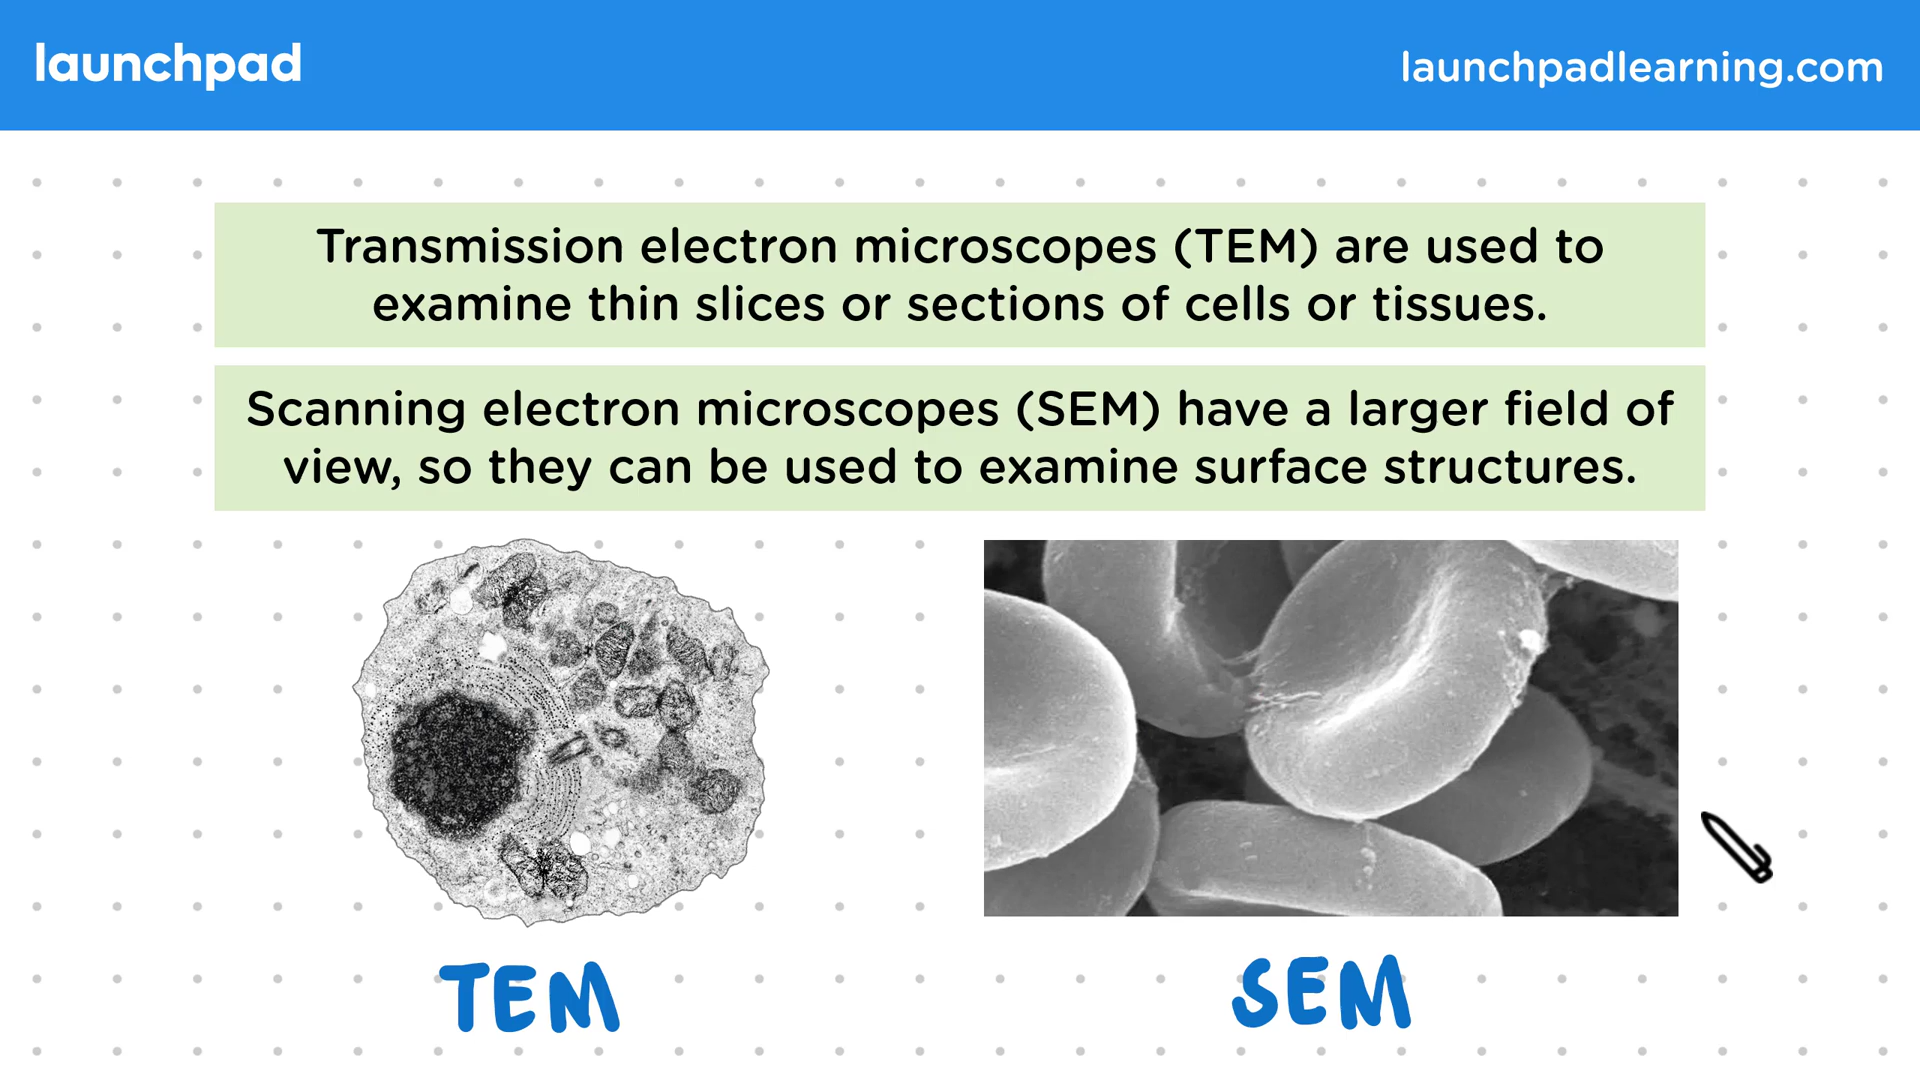 launchpad
launchpadlearning.com
Transmission electron microscopes (TEM) are used to
examine thin slices or sections of cells or tissues.
Scanning electron microscopes (SEM) have a larger field of
view, so they can be used to examine surface structures.
TEM
SEM